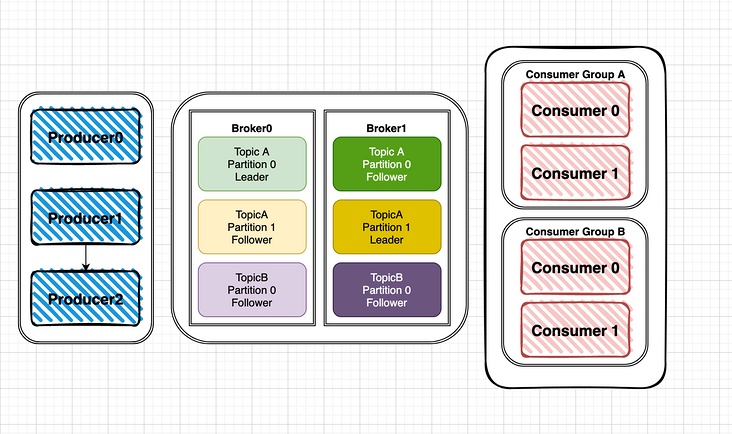 Producer0
Producer1
Producer2
Broker0
Topic A
Partition 0
Leader
TopicA
Partition 1
Follower
TopicB
Partition 0
Follower
Broker1
Topic A
Partition 0
Follower
TopicA
Partition 1
Leader
TopicB
Partition 0
Follower
Consumer Group A
Consumer 0
Consumer 1
Consumer Group B
Consumer 0
Consumer 1